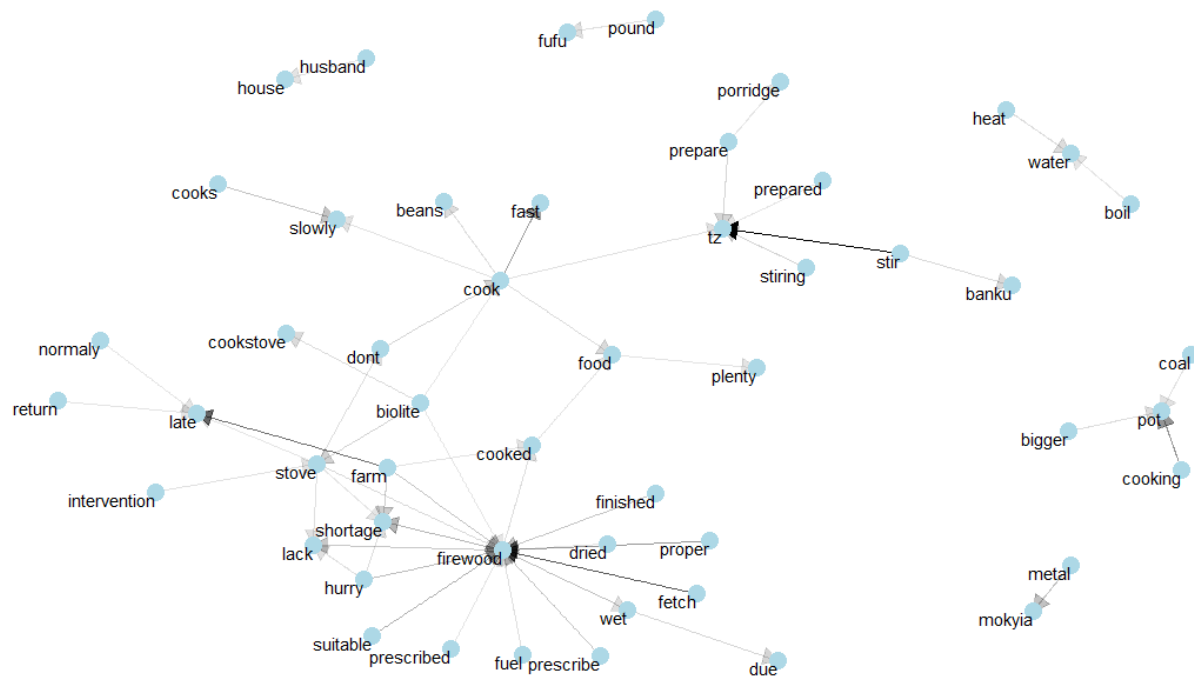 pound
fufu
husband
house
porridge
heat
prepare
water
cooks
prepared
beans
fast
boil
slowly
tz
stir
stiring
cook
banku
cookstove
normaly
dont
food
coal
plenty
return
biolite
late
pot
bigger
cooked
stove
farm
cooking
intervention
finished
shortage
lack
firewood
dried
proper
metal
hurry
fetch
wet
mokyia
suitable
prescribed
fuel
prescribe
due